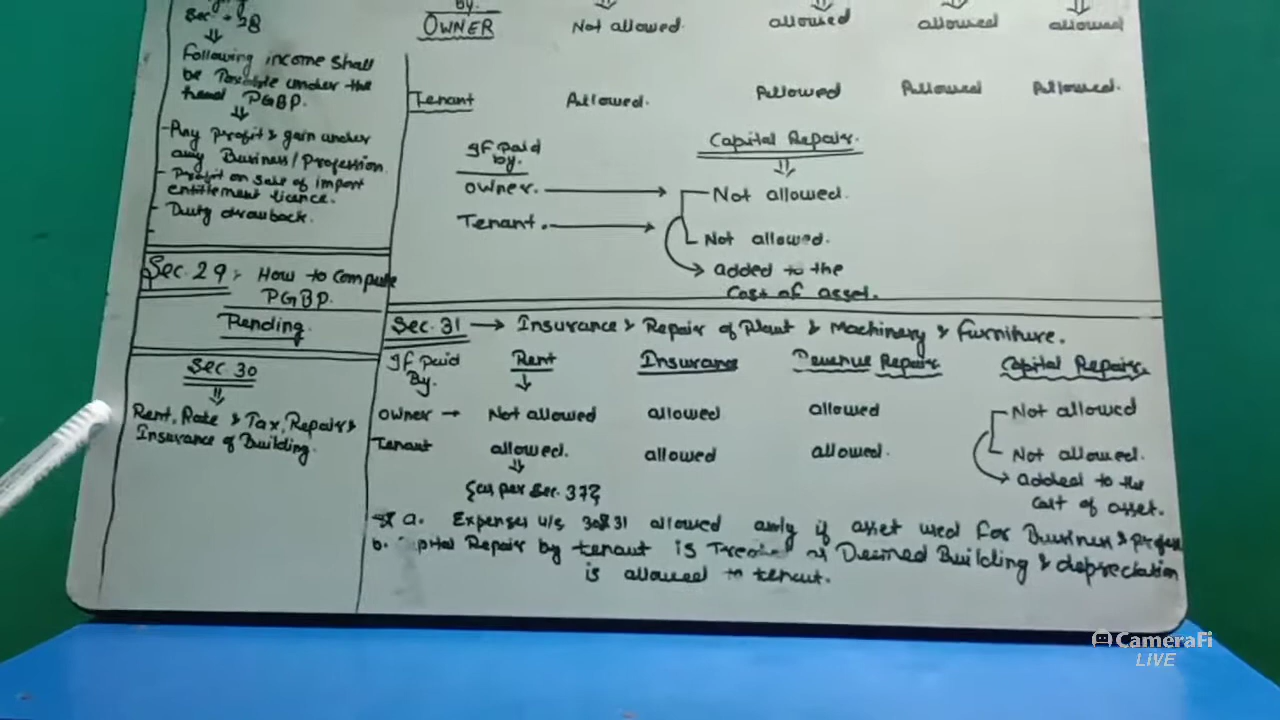 Sec - 28
Following income shall
be Taxable under the
head PGBP.
- Any profit & gain under
any Business/profession
- Profit on sale of import
entitlement licence.
- Duty drawback.
-
Sec. 29 : How to Compute
PGBP.
Pending.
Sec 30
Rent, Rate & Tax, Repairs &
Insurance of Building.
by.
OWNER Not allowed. allowed allowed allowed
Tenant Allowed. Allowed Allowed Allowed.
If paid
by.
Capital Repair.
owner. Not allowed.
Tenant. Not allowed.
added to the
Cost of asset.
Sec. 31 → Insurance & Repair of Plant & Machinery & Furniture.
If paid
By.
Rent Insurance Revenue Repairs Capital Repairs.
owner → Not allowed allowed allowed Not allowed
Tenant allowed. allowed allowed. Not allowed.
added to the
cost of asset.
{as per Sec. 37}
a. Expenses u/s 30&31 allowed only if asset used for Business &
b. Repair by tenant is as Deemed Building & depreciation
is allowed to tenant.
CameraFi
LIVE